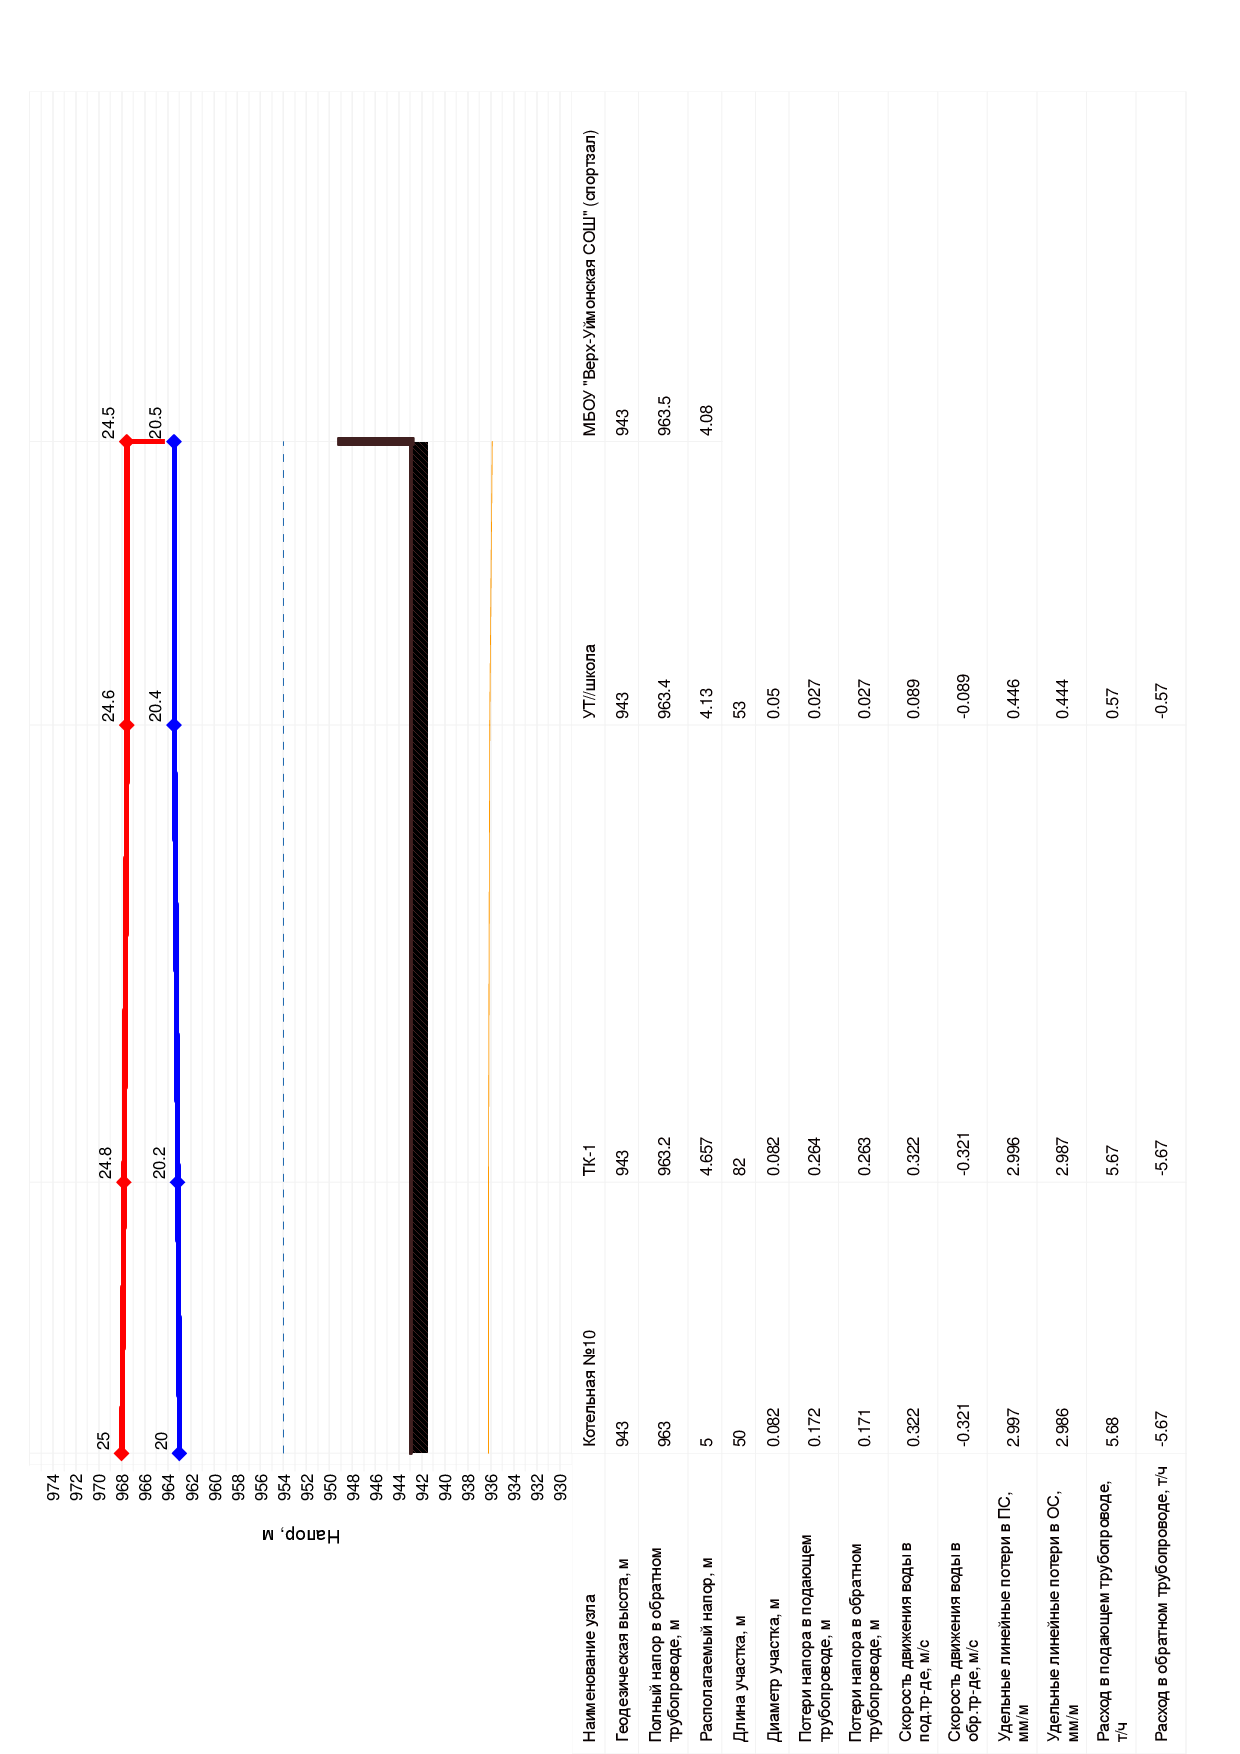 25
24.8
24.6
24.5
20
20.2
20.4
20.5
974
972
970
968
966
964
962
960
958
956
954
952
950
948
946
944
942
940
938
936
934
932
930
Напор, м
Наименование узла Котельная №10 ТК-1 УТ//школа МБОУ "Верх-Уймонская СОШ" (спортзал)
Геодезическая высота, м 943 943 943 943
Полный напор в обратном
трубопроводе, м 963 963.2 963.4 963.5
Располагаемый напор, м 5 4.657 4.13 4.08
Длина участка, м 50 82 53
Диаметр участка, м 0.082 0.082 0.05
Потери напора в подающем
трубопроводе, м 0.172 0.264 0.027
Потери напора в обратном
трубопроводе, м 0.171 0.263 0.027
Скорость движения воды в
под.тр-де, м/с 0.322 0.322 0.089
Скорость движения воды в
обр.тр-де, м/с -0.321 -0.321 -0.089
Удельные линейные потери в ПС,
мм/м 2.997 2.996 0.446
Удельные линейные потери в ОС,
мм/м 2.986 2.987 0.444
Расход в подающем трубопроводе,
т/ч 5.68 5.67 0.57
Расход в обратном трубопроводе, т/ч -5.67 -5.67 -0.57